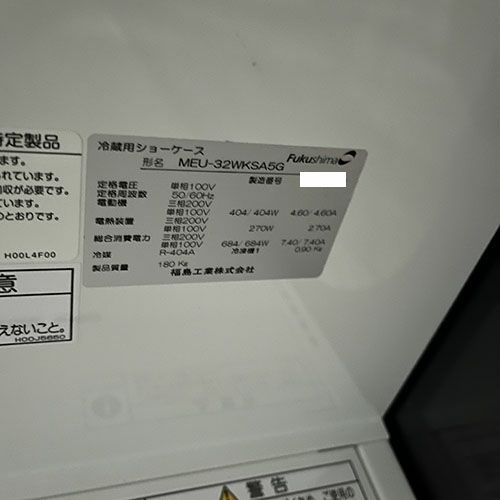 特定製品
ます。
れています。
収が必要です。
ています。
のとおりです。
H00L4F00
意
えないこと。
H00J5650
冷蔵用ショーケース
Fukushima
形名 MEU-32WKSA5G
製造番号
定格電圧 単相100V
定格周波数 50/60Hz
電動機 三相200V
単相100V 404/404W 4.60/4.60A
電熱装置 三相200V
単相100V 270W 2.70A
総合消費電力 三相200V
単相100V 684/684W 7.40/7.40A
冷媒 R-404A 冷凍機1 0.90Kg
製品質量 180Kg
福島工業株式会社
警告